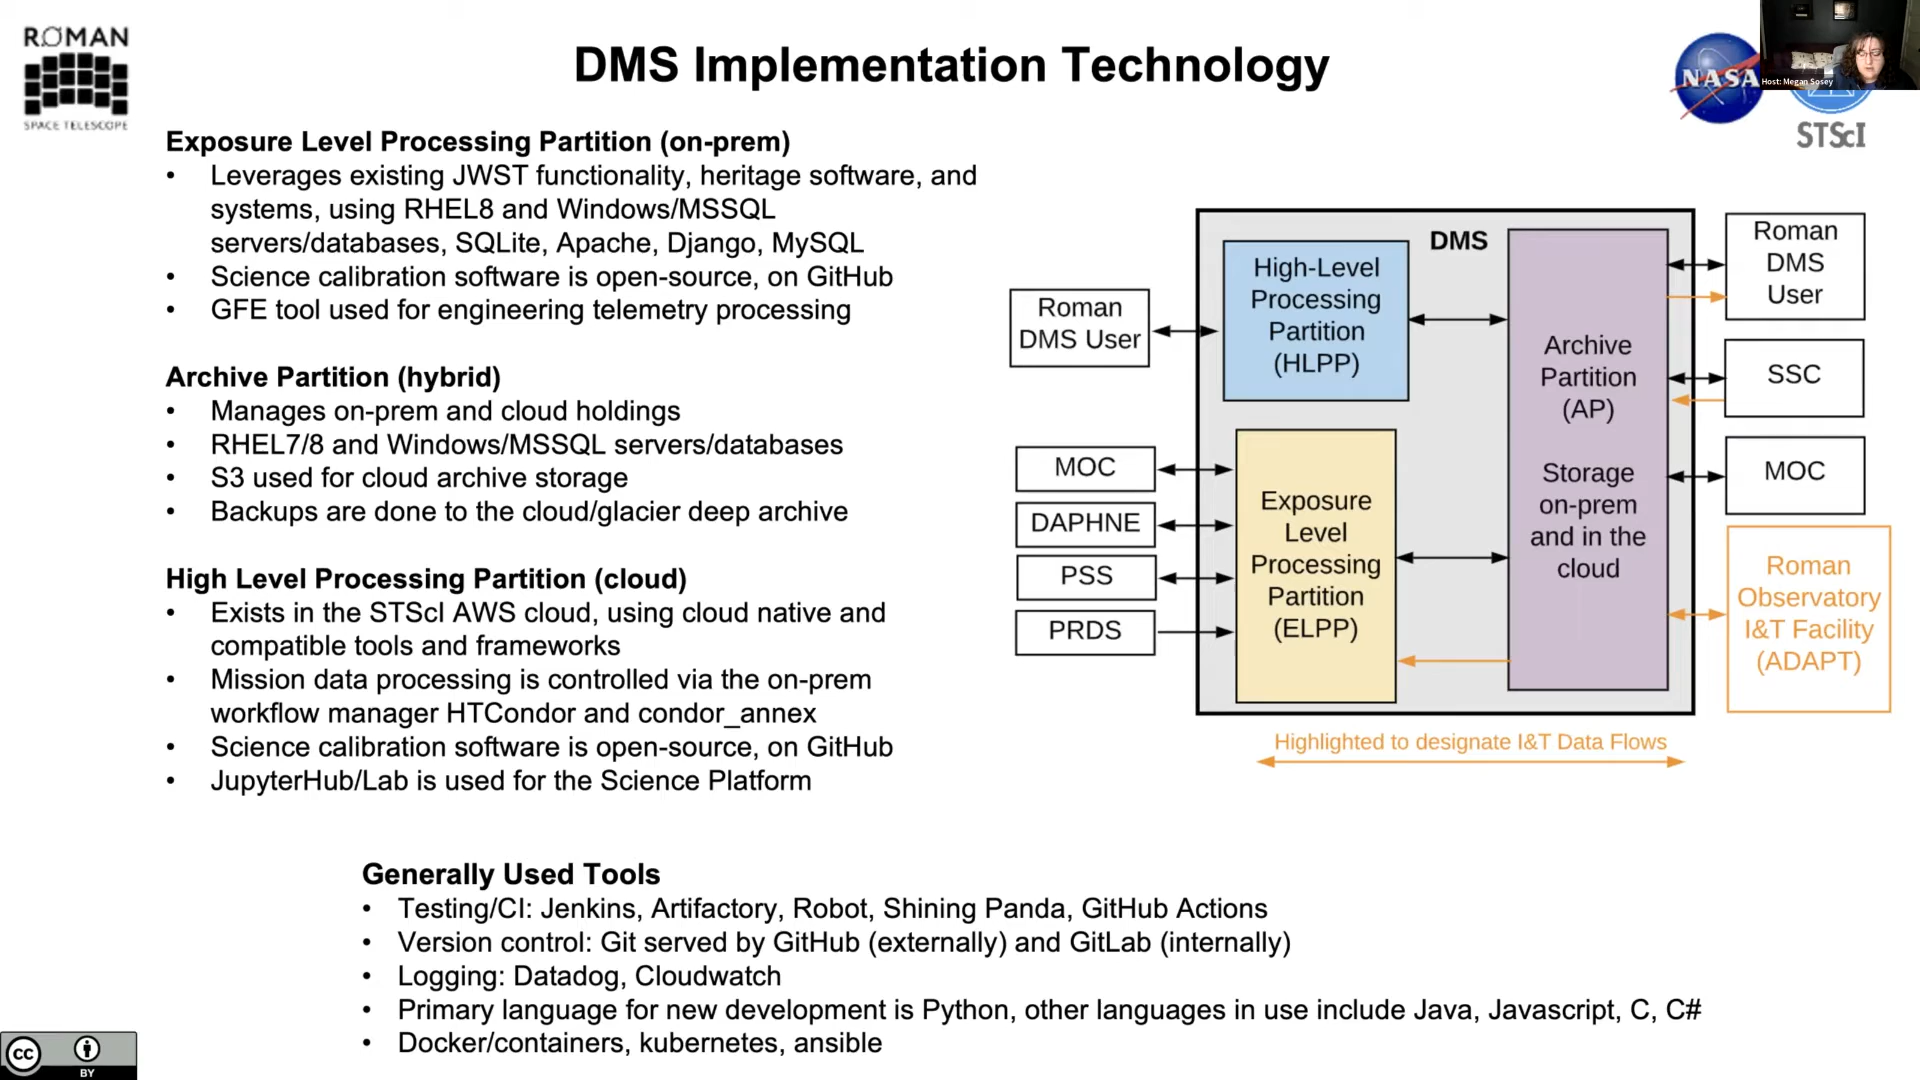 ROMAN
SPACE TELESCOPE
DMS Implementation Technology
NASA
Host: Megan Sosey
STScI
Exposure Level Processing Partition (on-prem)
• Leverages existing JWST functionality, heritage software, and
systems, using RHEL8 and Windows/MSSQL
servers/databases, SQLite, Apache, Django, MySQL
• Science calibration software is open-source, on GitHub
• GFE tool used for engineering telemetry processing
Archive Partition (hybrid)
• Manages on-prem and cloud holdings
• RHEL7/8 and Windows/MSSQL servers/databases
• S3 used for cloud archive storage
• Backups are done to the cloud/glacier deep archive
High Level Processing Partition (cloud)
• Exists in the STScI AWS cloud, using cloud native and
compatible tools and frameworks
• Mission data processing is controlled via the on-prem
workflow manager HTCondor and condor_annex
• Science calibration software is open-source, on GitHub
• JupyterHub/Lab is used for the Science Platform
DMS
Roman
DMS User
High-Level
Processing
Partition
(HLPP)
MOC
DAPHNE
PSS
PRDS
Exposure
Level
Processing
Partition
(ELPP)
Archive
Partition
(AP)
Storage
on-prem
and in the
cloud
Roman
DMS
User
SSC
MOC
Roman
Observatory
I&T Facility
(ADAPT)
Highlighted to designate I&T Data Flows
Generally Used Tools
• Testing/CI: Jenkins, Artifactory, Robot, Shining Panda, GitHub Actions
• Version control: Git served by GitHub (externally) and GitLab (internally)
• Logging: Datadog, Cloudwatch
• Primary language for new development is Python, other languages in use include Java, Javascript, C, C#
• Docker/containers, kubernetes, ansible
cc
BY